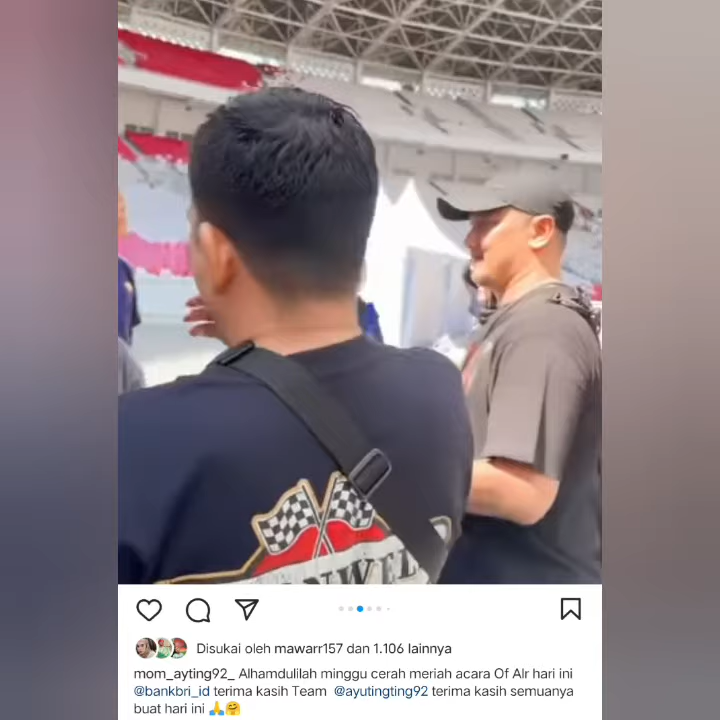 Disukai oleh mawarr157 dan 1.106 lainnya
mom_ayting92_ Alhamdulilah minggu cerah meriah acara Of AIr hari ini
@bankbri_id terima kasih Team @ayutingting92 terima kasih semuanya
buat hari ini 🙏🤗